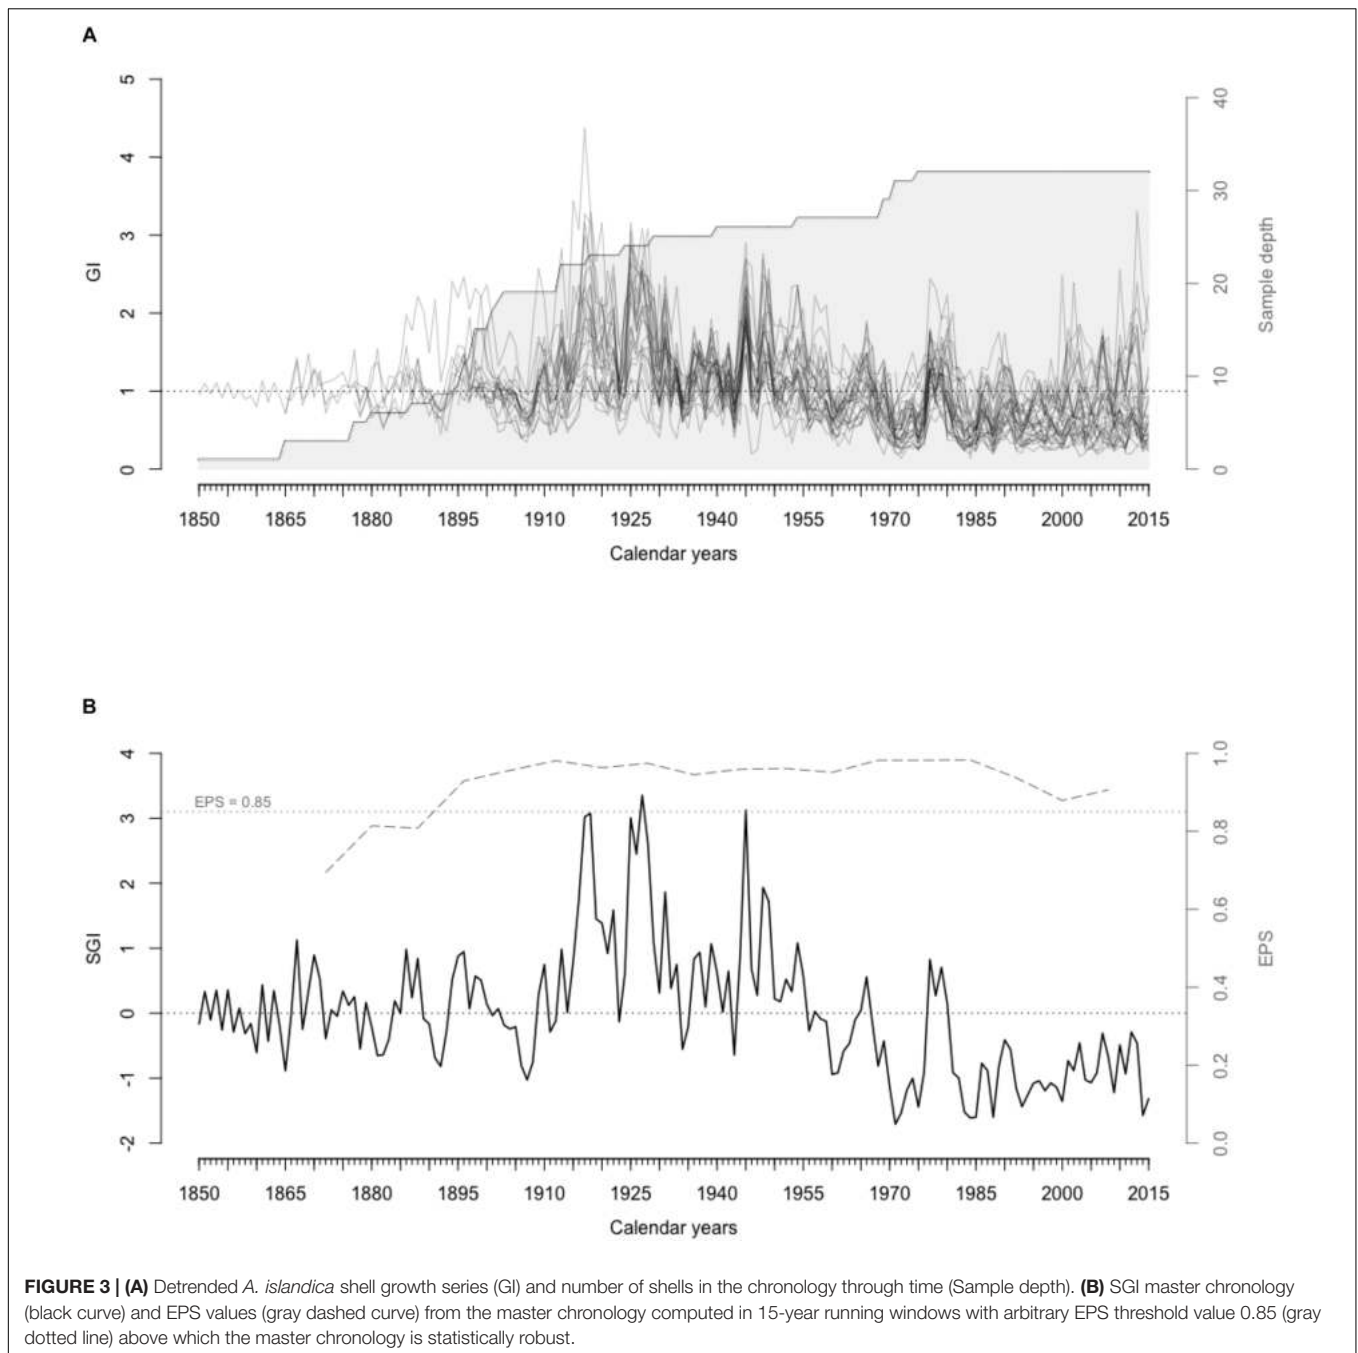 A
5
4
3
2
1
0
GI
40
30
20
10
0
Sample depth
1850 1865 1880 1895 1910 1925 1940 1955 1970 1985 2000 2015
Calendar years
B
4
3
2
1
0
-1
-2
SGI
EPS = 0.85
1.0
0.8
0.6
0.4
0.2
0.0
EPS
1850 1865 1880 1895 1910 1925 1940 1955 1970 1985 2000 2015
Calendar years
FIGURE 3 | (A) Detrended A. islandica shell growth series (GI) and number of shells in the chronology through time (Sample depth). (B) SGI master chronology
(black curve) and EPS values (gray dashed curve) from the master chronology computed in 15-year running windows with arbitrary EPS threshold value 0.85 (gray
dotted line) above which the master chronology is statistically robust.